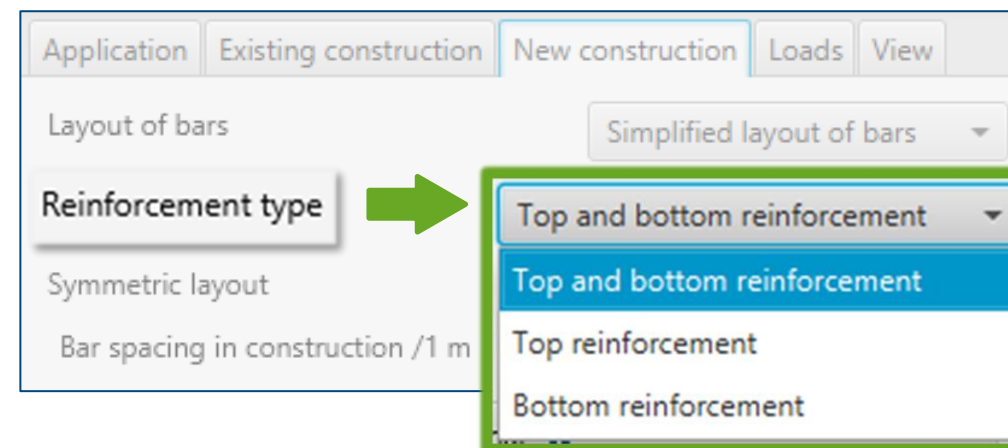 Application Existing construction New construction Loads View
Layout of bars Simplified layout of bars
Reinforcement type Top and bottom reinforcement
Symmetric layout Top and bottom reinforcement
Bar spacing in construction /1 m Top reinforcement
Bottom reinforcement